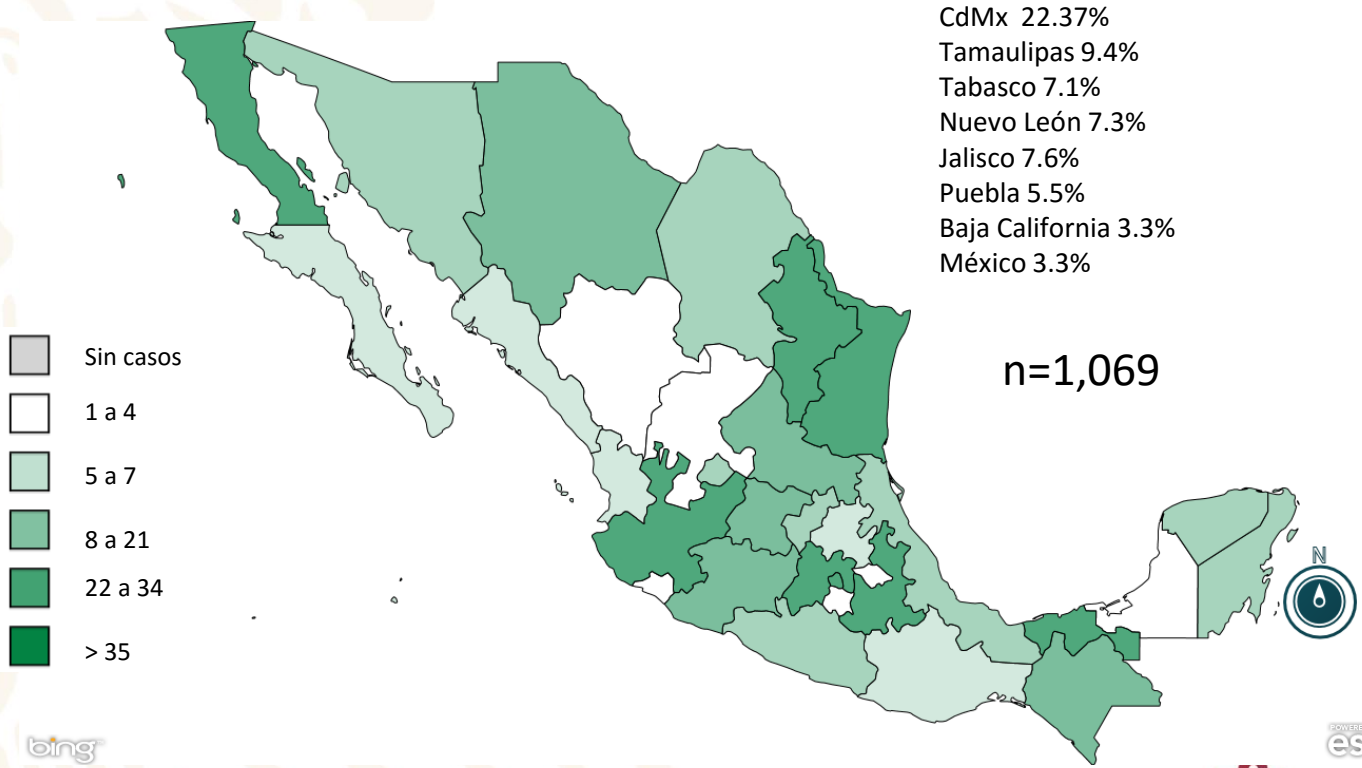 CdMx 22.37%
Tamaulipas 9.4%
Tabasco 7.1%
Nuevo León 7.3%
Jalisco 7.6%
Puebla 5.5%
Baja California 3.3%
México 3.3%
n=1,069
Sin casos
1 a 4
5 a 7
8 a 21
22 a 34
> 35
N
bing
POWERED
es